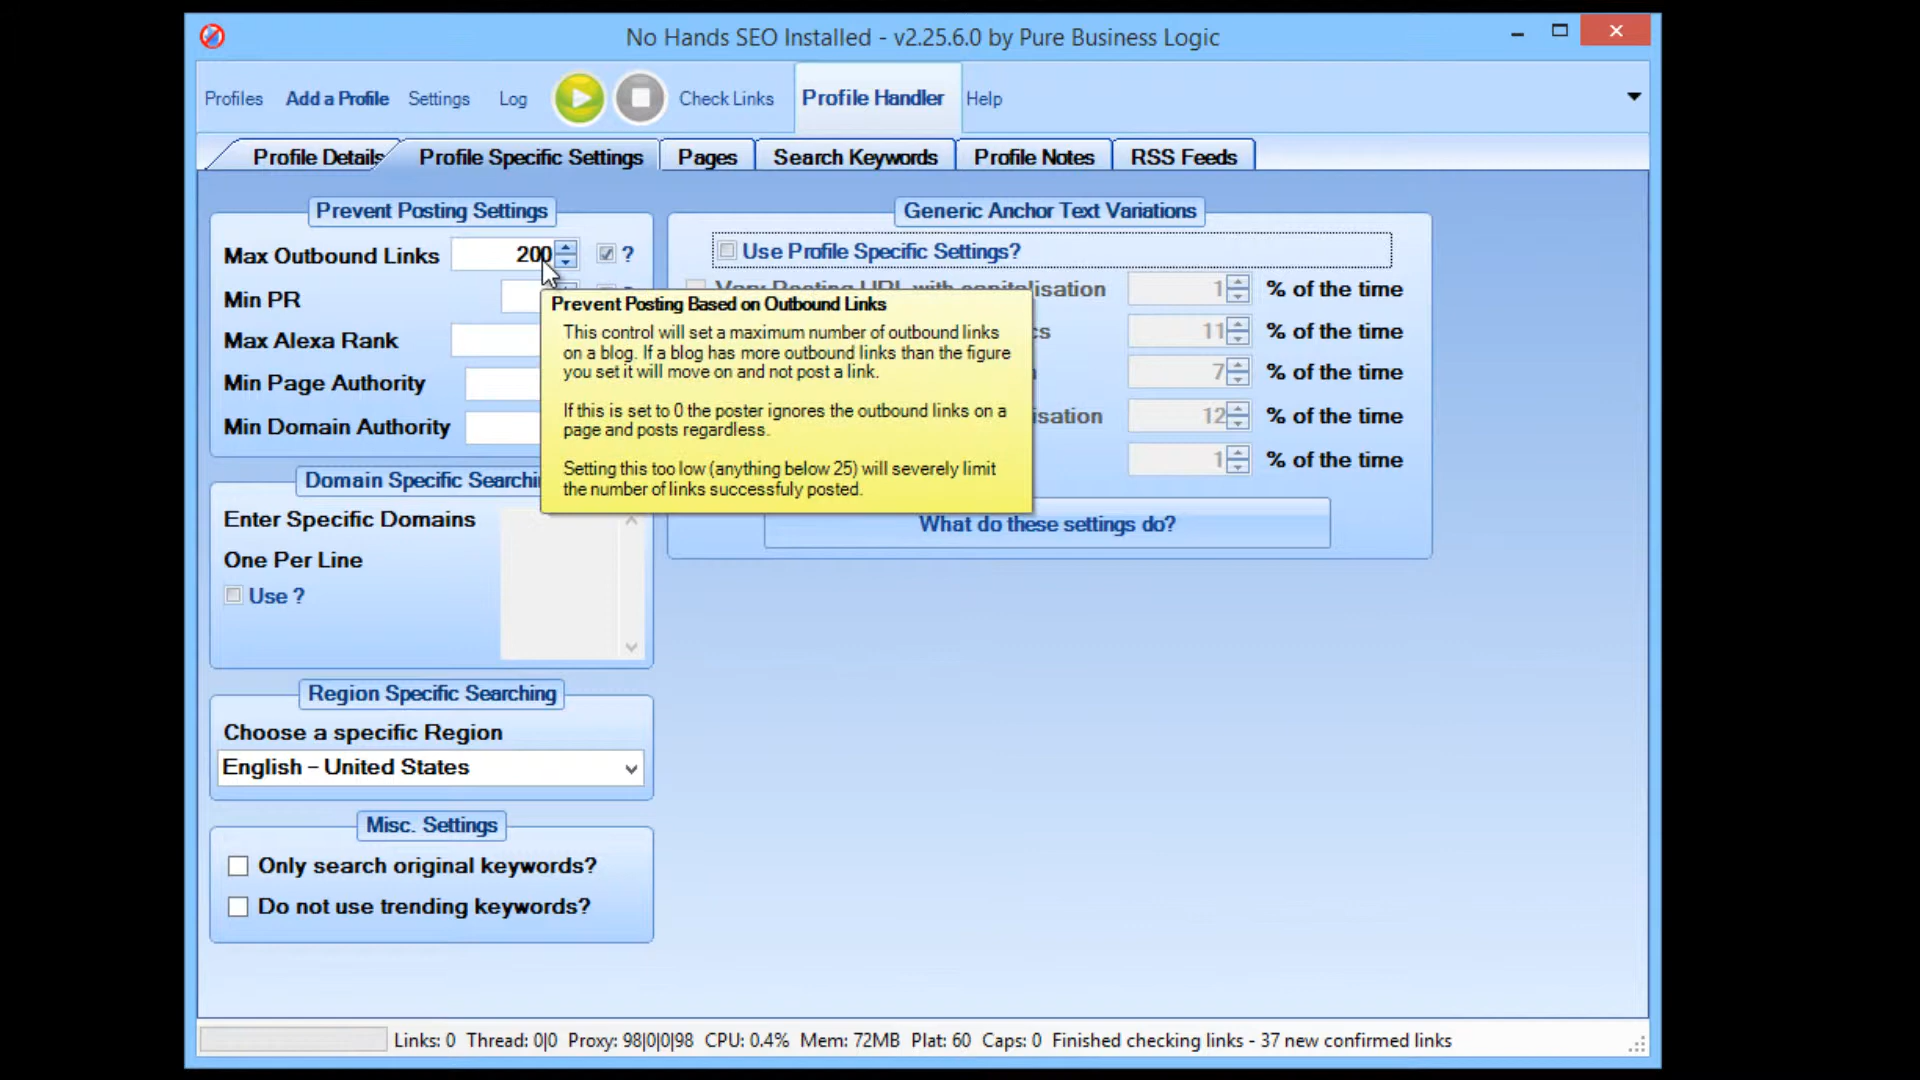 No Hands SEO Installed - v2.25.6.0 by Pure Business Logic
Profiles Add a Profile Settings Log Check Links Profile Handler Help
Profile Details Profile Specific Settings Pages Search Keywords Profile Notes RSS Feeds
Prevent Posting Settings
Max Outbound Links 200 ?
Min PR
Max Alexa Rank
Min Page Authority
Min Domain Authority
Prevent Posting Based on Outbound Links
This control will set a maximum number of outbound links
on a blog. If a blog has more outbound links than the figure
you set it will move on and not post a link.
If this is set to 0 the poster ignores the outbound links on a
page and posts regardless.
Setting this too low (anything below 25) will severely limit
the number of links successfuly posted.
Generic Anchor Text Variations
Use Profile Specific Settings?
1 % of the time
11 % of the time
7 % of the time
12 % of the time
1 % of the time
What do these settings do?
Domain Specific
Enter Specific Domains
One Per Line
Use ?
Region Specific Searching
Choose a specific Region
English - United States
Misc. Settings
Only search original keywords?
Do not use trending keywords?
Links: 0 Thread: 0|0 Proxy: 98|0|0|98 CPU: 0.4% Mem: 72MB Plat: 60 Caps: 0 Finished checking links - 37 new confirmed links